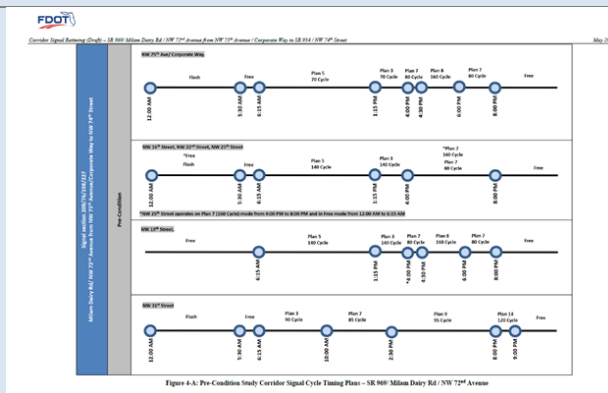 FDOT
Corridor Signal Retiming (Draft) – SR 969/ Milam Dairy Rd / NW 72nd Avenue from NW 75th Avenue / Corporate Way to SR 934 / NW 74th Street
May 2
Milam Dairy Rd/ NW 72nd Avenue from NW 75th Avenue/Corporate Way to NW 74th Street
Pre-Condition
NW 75th Ave/ Corporate Way
Flash
Free
Plan 5
70 Cycle
Plan 3
70 Cycle
Plan 7
80 Cycle
Plan 8
160 Cycle
Plan 7
80 Cycle
Free
12:00 AM
5:30 AM
6:15 AM
1:15 PM
4:00 PM
4:30 PM
6:00 PM
8:00 PM
NW 16th Street, NW 22nd Street, NW 25th Street
*Free
Flash
Free
Plan 5
140 Cycle
Plan 3
140 Cycle
*Plan 7
160 Cycle
Plan 7
80 Cycle
Free
12:00 AM
5:30 AM
6:15 AM
1:15 PM
4:00 PM
8:00 PM
*NW 25th Street operates on Plan 7 (160 Cycle) mode from 4:00 PM to 8:00 PM and in Free mode from 12:00 AM to 6:15 AM
NW 19th Street,
Free
Plan 5
140 Cycle
Plan 3
140 Cycle
Plan 7
80 Cycle
Plan 8
160 Cycle
Plan 7
80 Cycle
Free
6:15 AM
1:15 PM
*4:00 PM
4:30 PM
6:00 PM
8:00 PM
NW 31st Street
Flash
Free
Plan 3
90 Cycle
Plan 7
85 Cycle
Plan 9
95 Cycle
Plan 14
120 Cycle
Free
12:00 AM
5:30 AM
6:15 AM
10:00 AM
2:30 PM
8:00 PM
9:00 PM
Figure 4-A: Pre-Condition Study Corridor Signal Cycle Timing Plans – SR 969/ Milam Dairy Rd / NW 72nd Avenue